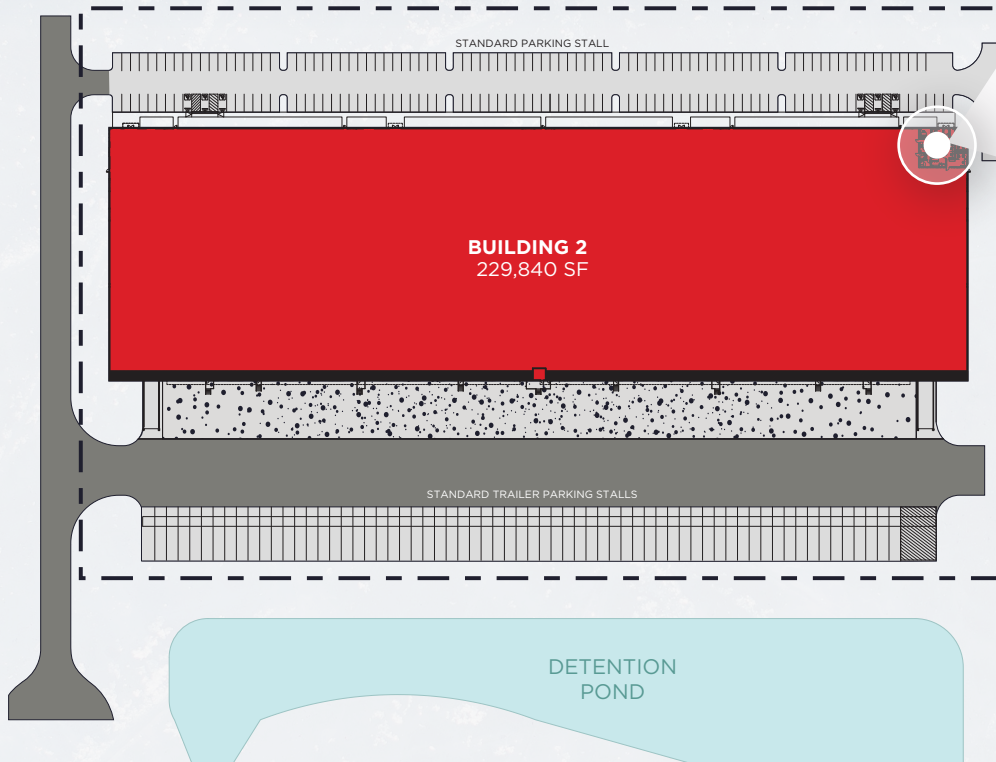 STANDARD PARKING STALL
BUILDING 2
229,840 SF
STANDARD TRAILER PARKING STALLS
DETENTION
POND